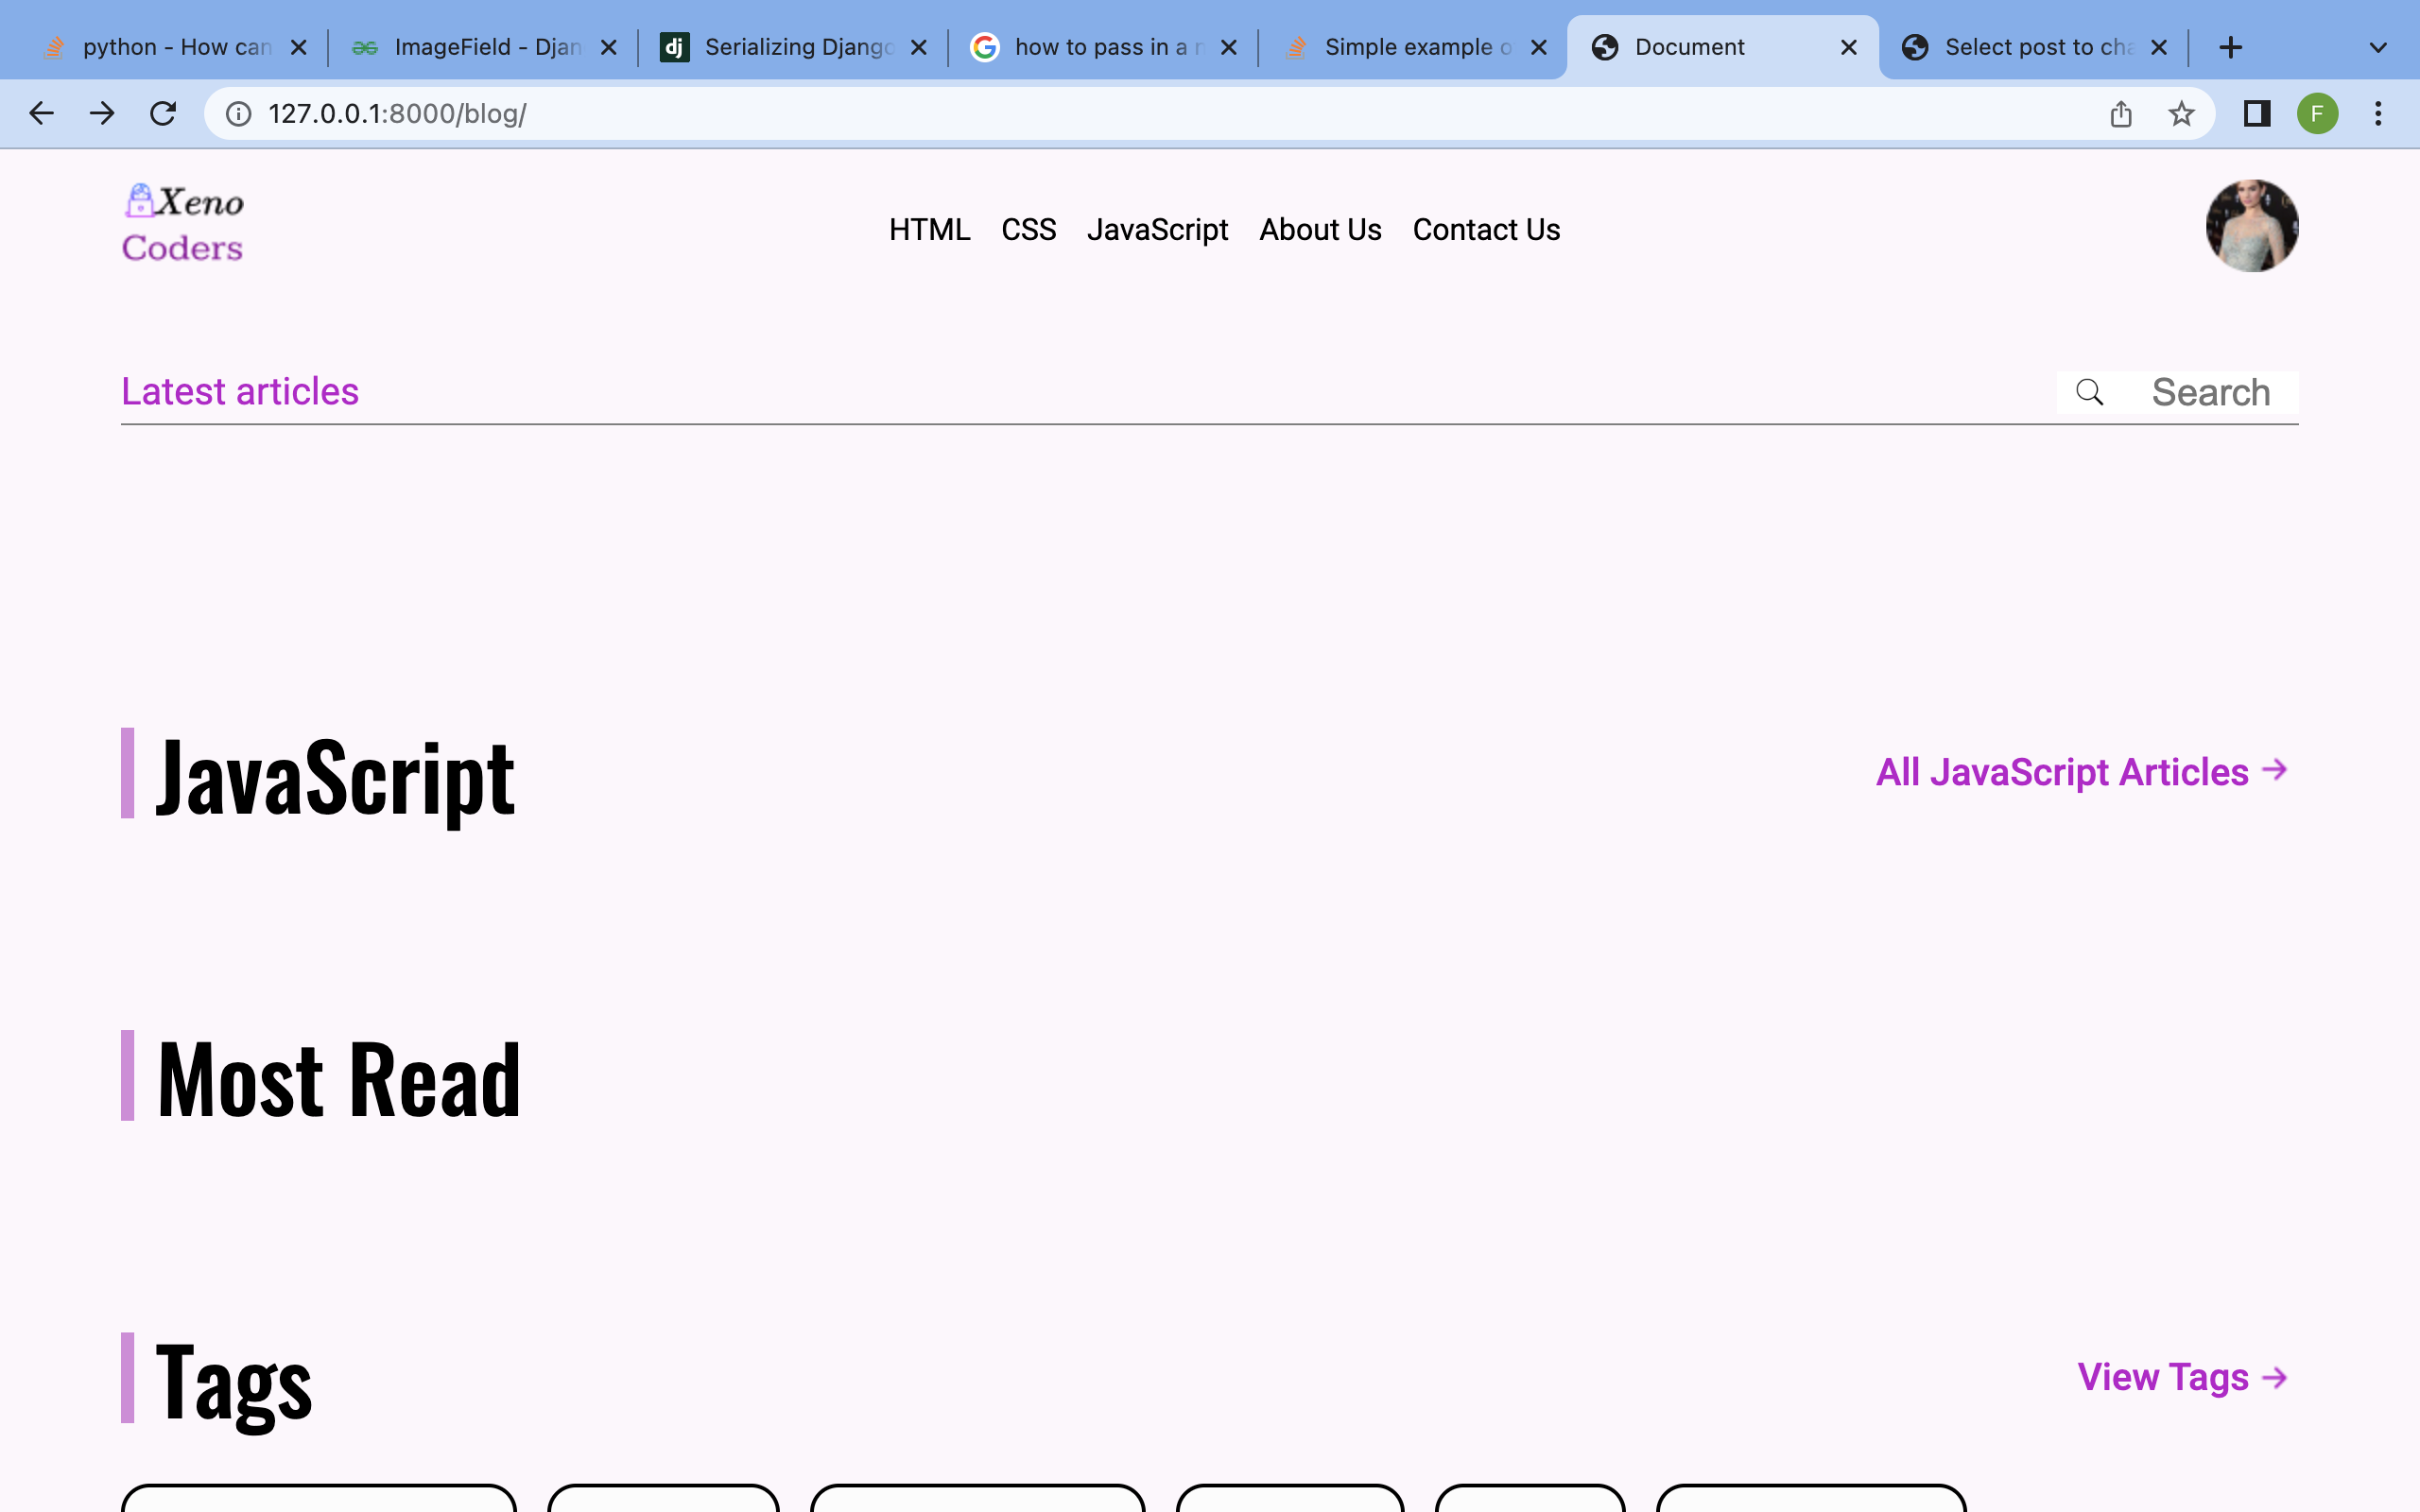 python - How can
ImageField - Djan
Serializing Django
how to pass in a r
Simple example o
Document
Select post to cha
127.0.0.1:8000/blog/
F
Xeno
Coders
HTML CSS JavaScript About Us Contact Us
Latest articles
Search
JavaScript
All JavaScript Articles →
Most Read
Tags
View Tags →